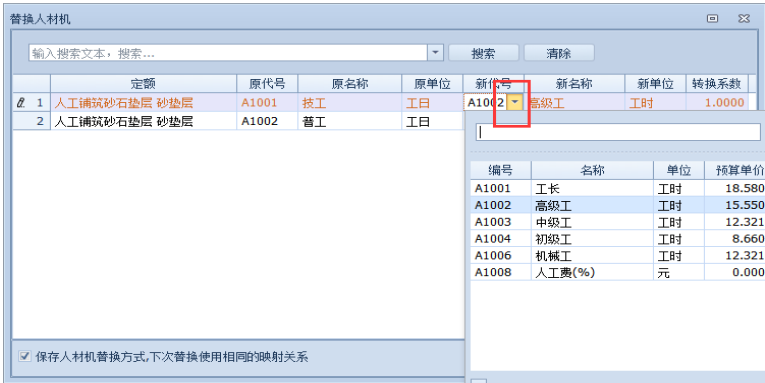 替换人材机
输入搜索文本，搜索... 搜索 清除
定额 原代号 原名称 原单位 新代号 新名称 新单位 转换系数
1 人工铺筑砂石垫层 砂垫层 A1001 技工 工日 A1002 高级工 工时 1.0000
2 人工铺筑砂石垫层 砂垫层 A1002 普工 工日
编号 名称 单位 预算单价
A1001 工长 工时 18.580
A1002 高级工 工时 15.550
A1003 中级工 工时 12.321
A1004 初级工 工时 8.660
A1006 机械工 工时 12.321
A1008 人工费(%) 元 0.000
保存人材机替换方式,下次替换使用相同的映射关系